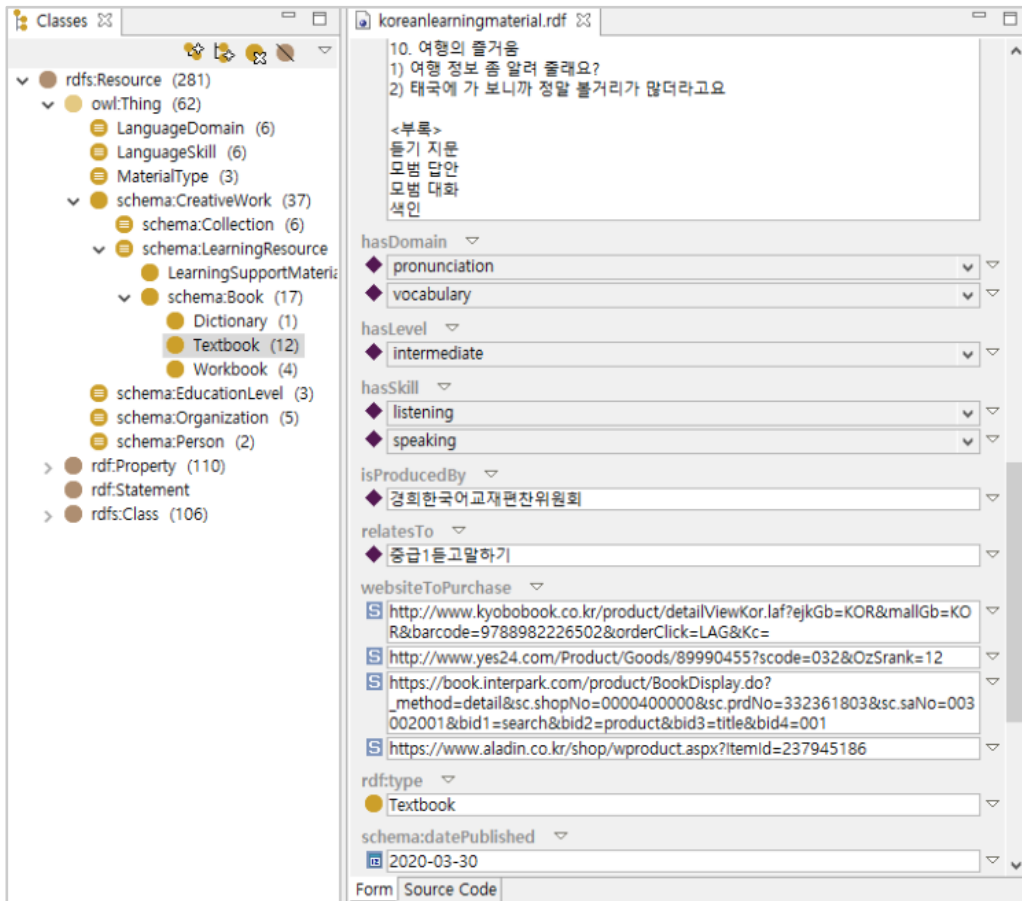 Classes
rdfs:Resource (281)
owl:Thing (62)
LanguageDomain (6)
LanguageSkill (6)
MaterialType (3)
schema:CreativeWork (37)
schema:Collection (6)
schema:LearningResource
LearningSupportMateria
schema:Book (17)
Dictionary (1)
Textbook (12)
Workbook (4)
schema:EducationLevel (3)
schema:Organization (5)
schema:Person (2)
rdf:Property (110)
rdf:Statement
rdfs:Class (106)
koreanlearningmaterial.rdf
10. 여행의 즐거움
1) 여행 정보 좀 알려 줄래요?
2) 태국에 가 보니까 정말 볼거리가 많더라고요
<부록>
듣기 지문
모범 답안
모범 대화
색인
hasDomain
pronunciation
vocabulary
hasLevel
intermediate
hasSkill
listening
speaking
isProducedBy
경희한국어교재편찬위원회
relatesTo
중급1듣고말하기
websiteToPurchase
http://www.kyobobook.co.kr/product/detailViewKor.laf?ejkGb=KOR&mallGb=KO
R&barcode=9788982226502&orderClick=LAG&Kc=
http://www.yes24.com/Product/Goods/89990455?scode=032&OzSrank=12
https://book.interpark.com/product/BookDisplay.do?
_method=detail&sc.shopNo=0000400000&sc.prdNo=332361803&sc.saNo=003
002001&bid1=search&bid2=product&bid3=title&bid4=001
https://www.aladin.co.kr/shop/wproduct.aspx?ItemId=237945186
rdf:type
Textbook
schema:datePublished
2020-03-30
Form Source Code